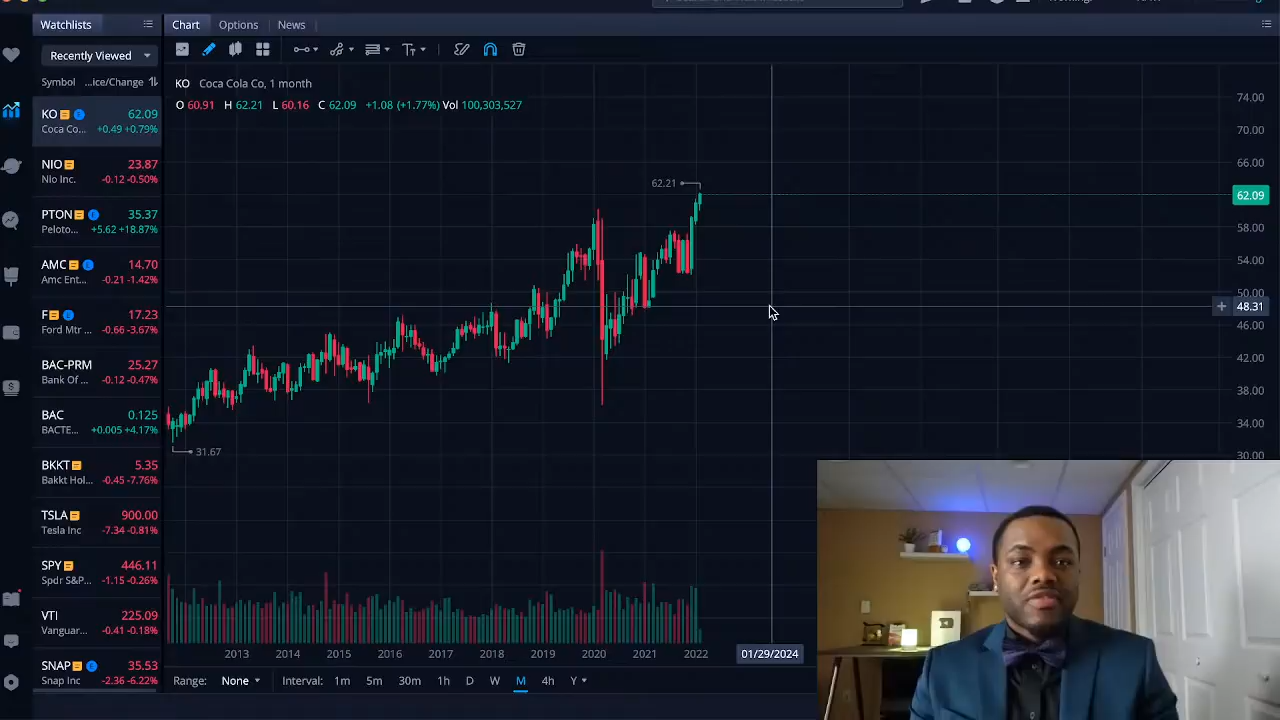 Watchlists
Chart
Options
News
Recently Viewed
Symbol ...ice/Change
KO 62.09
Coca Co... +0.49 +0.79%
NIO 23.87
Nio Inc. -0.12 -0.50%
PTON 35.37
Peloto... +5.62 +18.87%
AMC 14.70
Amc Ent... -0.21 -1.42%
F 17.23
Ford Mtr ... -0.66 -3.67%
BAC-PRM 25.27
Bank Of ... -0.12 -0.47%
BAC 0.125
BACTE... +0.005 +4.17%
BKKT 5.35
Bakkt Hol... -0.45 -7.76%
TSLA 900.00
Tesla Inc -7.34 -0.81%
SPY 446.11
Spdr S&P... -1.15 -0.26%
VTI 225.09
Vanguar... -0.41 -0.18%
SNAP 35.53
Snap Inc -2.36 -6.22%
KO Coca Cola Co, 1 month
O 60.91 H 62.21 L 60.16 C 62.09 +1.08 (+1.77%) Vol 100,303,527
62.21
31.67
74.00
70.00
66.00
62.09
58.00
54.00
50.00
48.31
46.00
42.00
38.00
34.00
30.00
2013 2014 2015 2016 2017 2018 2019 2020 2021 2022 01/29/2024
Range: None Interval: 1m 5m 30m 1h D W M 4h Y